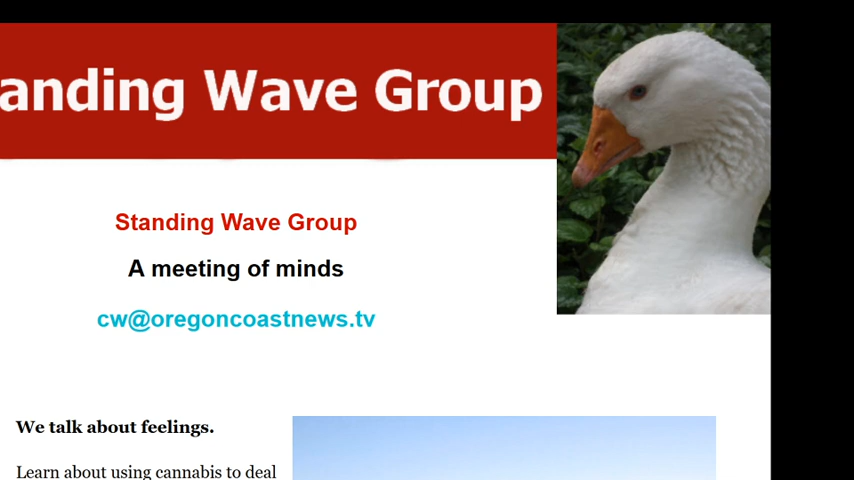 anding Wave Group
Standing Wave Group
A meeting of minds
cw@oregoncoastnews.tv
We talk about feelings.
Learn about using cannabis to deal